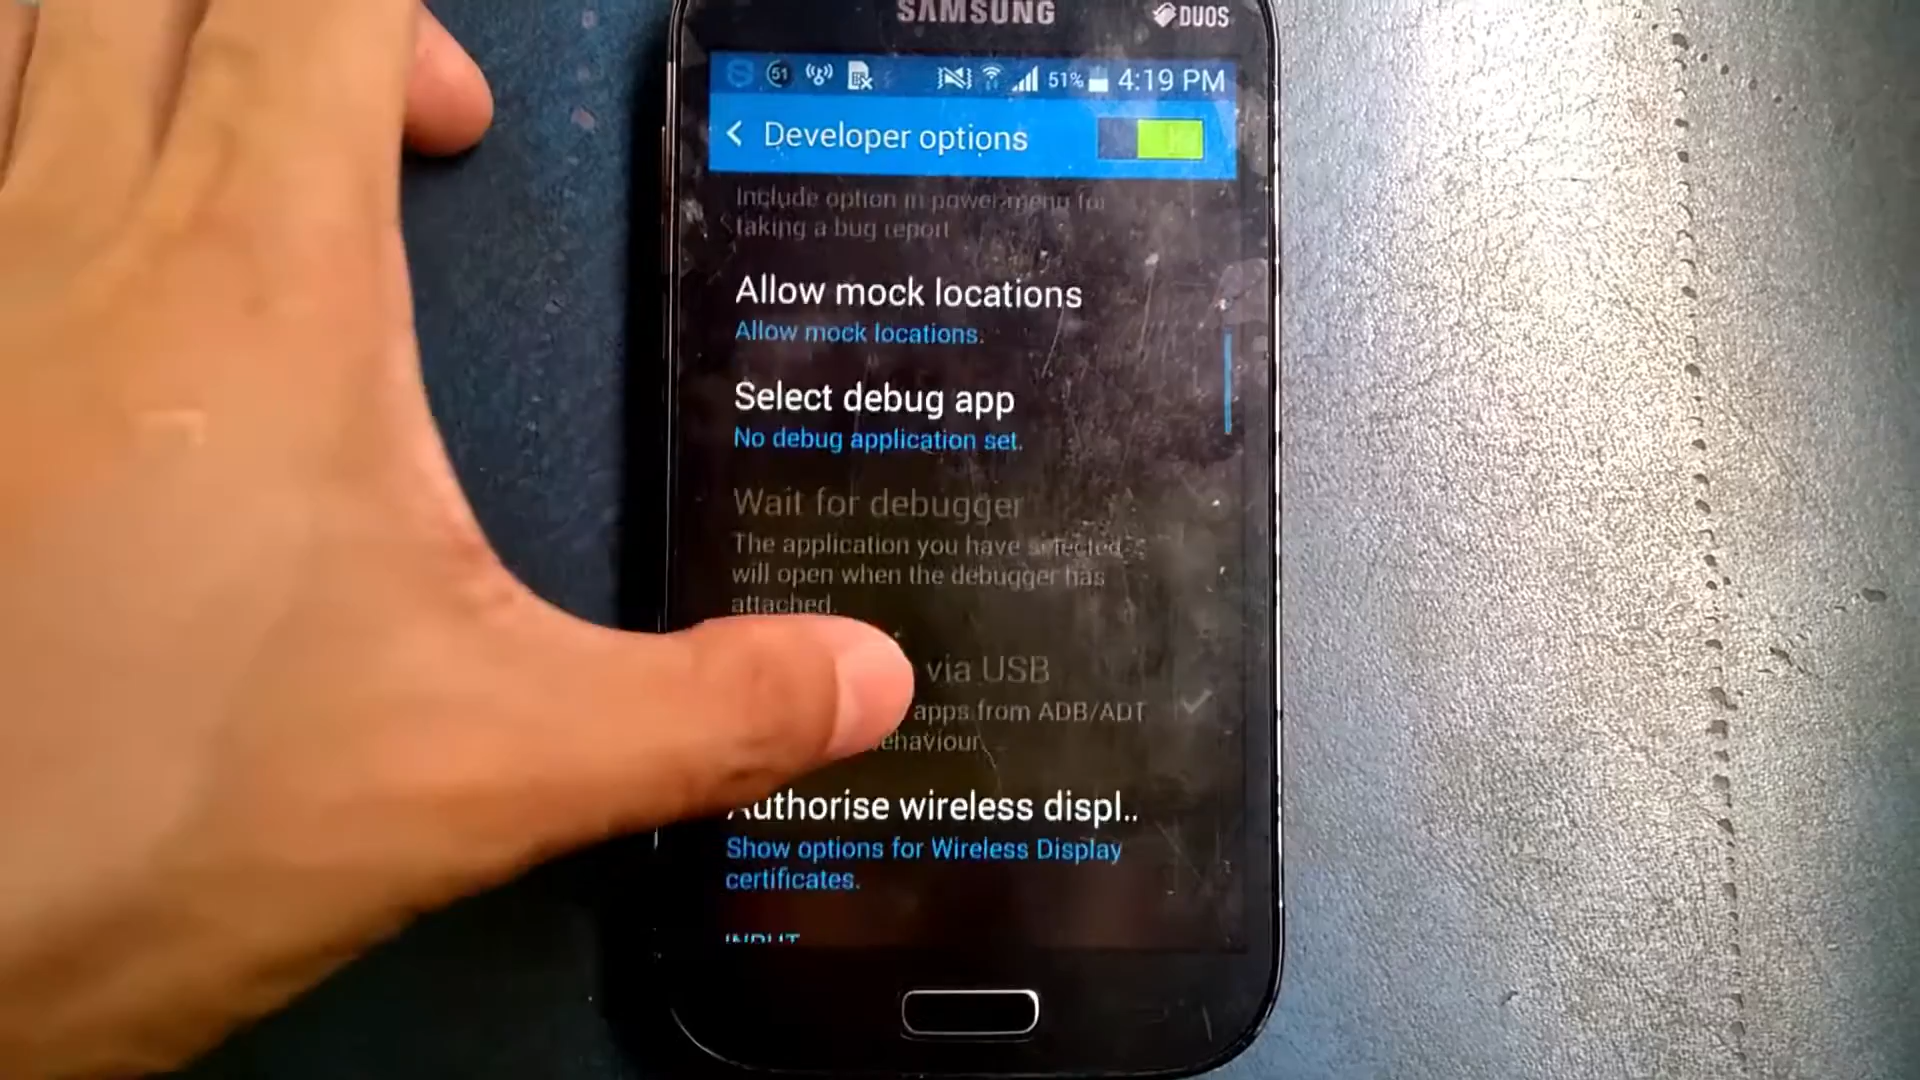 SAMSUNG
DUOS
51
51%
4:19 PM
Developer options
Include option in power menu for
taking a bug report
Allow mock locations
Allow mock locations.
Select debug app
No debug application set.
Wait for debugger
The application you have selected
will open when the debugger has
attached.
via USB
apps from ADB/ADT
ehaviour.
Authorise wireless displ..
Show options for Wireless Display
certificates.
INPUT